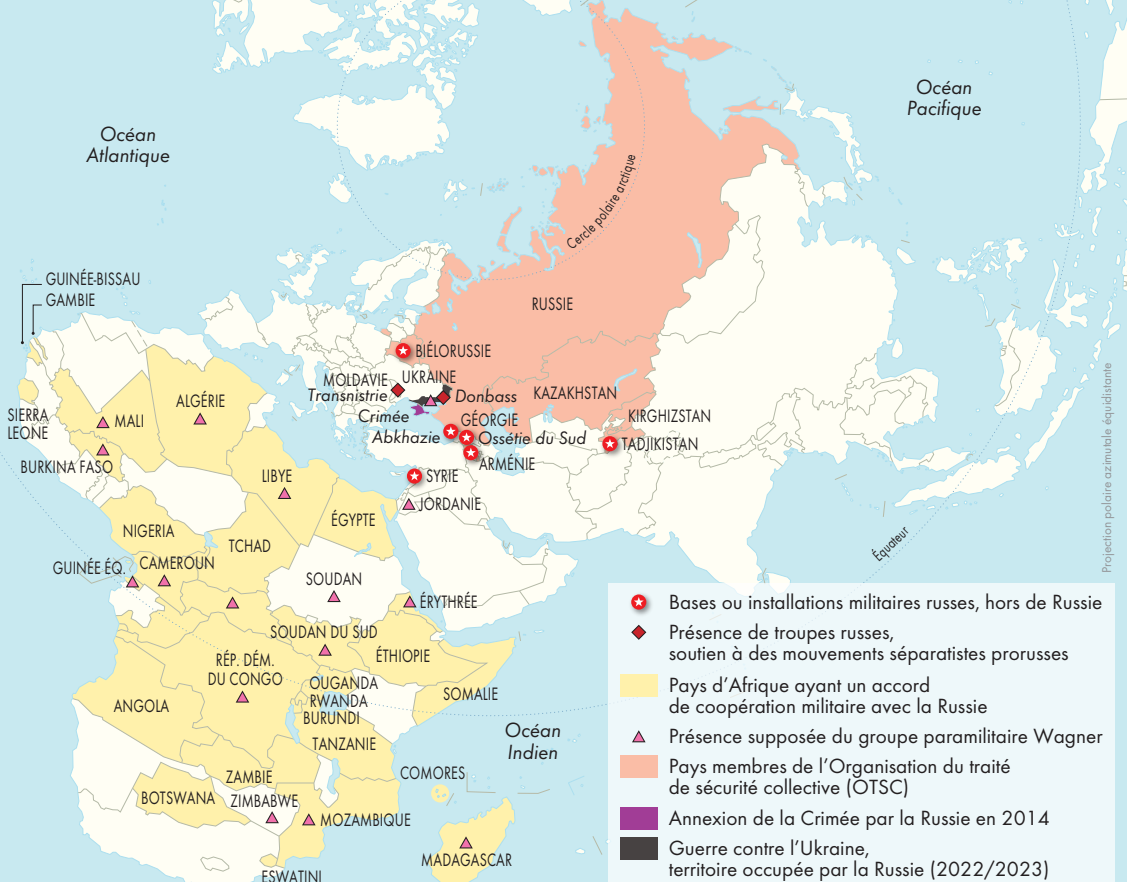 Océan
Atlantique
Océan
Pacifique
Cercle polaire arctique
GUINÉE-BISSAU
GAMBIE
RUSSIE
BIÉLORUSSIE
MOLDAVIE
UKRAINE
Transnistrie
Donbass
KAZAKHSTAN
Crimée
GÉORGIE
KIRGHIZSTAN
Abkhazie
Ossétie du Sud
TADJIKISTAN
ARMÉNIE
SYRIE
JORDANIE
SIERRA
LEONE
MALI
ALGÉRIE
BURKINA FASO
LIBYE
ÉGYPTE
NIGERIA
TCHAD
GUINÉE ÉQ.
CAMEROUN
SOUDAN
ÉRYTHRÉE
SOUDAN DU SUD
RÉP. DÉM.
DU CONGO
ÉTHIOPIE
OUGANDA
RWANDA
BURUNDI
SOMALIE
ANGOLA
TANZANIE
Océan
Indien
COMORES
ZAMBIE
BOTSWANA
ZIMBABWE
MOZAMBIQUE
MADAGASCAR
ESWATINI
Équateur
Projection polaire azimutale équidistante
Bases ou installations militaires russes, hors de Russie
Présence de troupes russes,
soutien à des mouvements séparatistes prorusses
Pays d'Afrique ayant un accord
de coopération militaire avec la Russie
Présence supposée du groupe paramilitaire Wagner
Pays membres de l'Organisation du traité
de sécurité collective (OTSC)
Annexion de la Crimée par la Russie en 2014
Guerre contre l'Ukraine,
territoire occupée par la Russie (2022/2023)